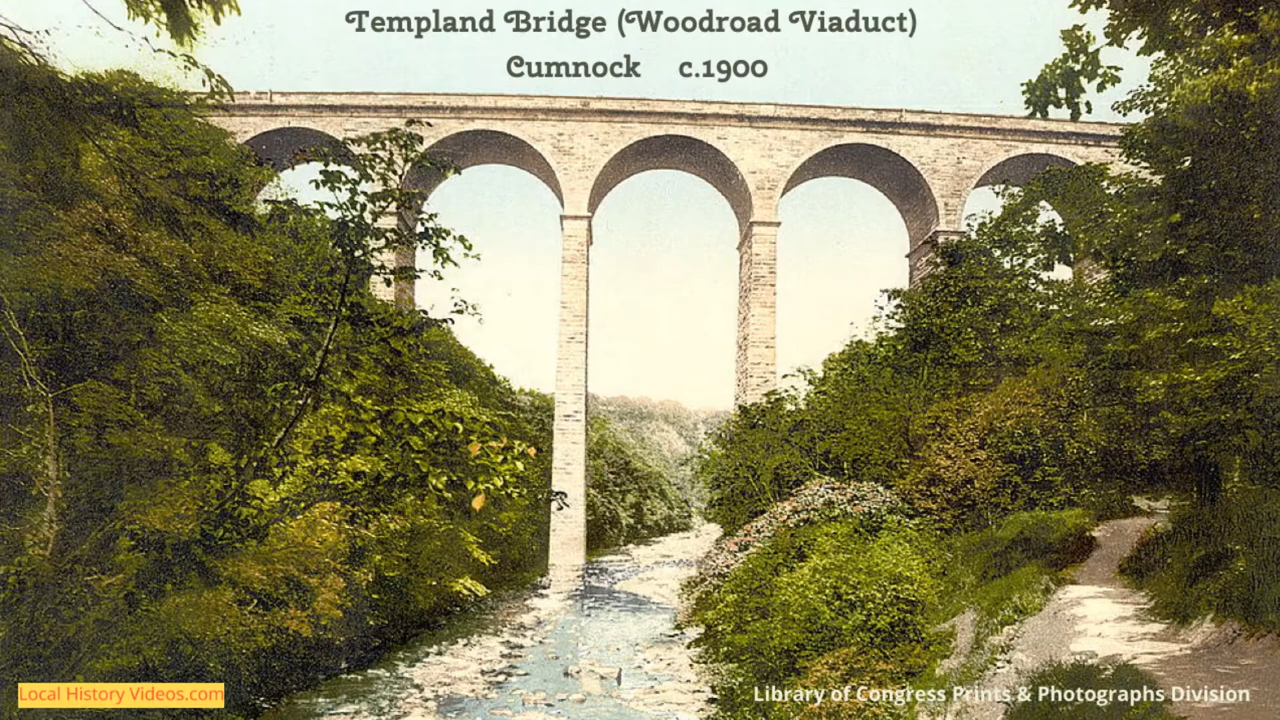 Templand Bridge (Woodroad Viaduct)
Cumnock c.1900
Local History Videos.com
Library of Congress Prints & Photographs Division